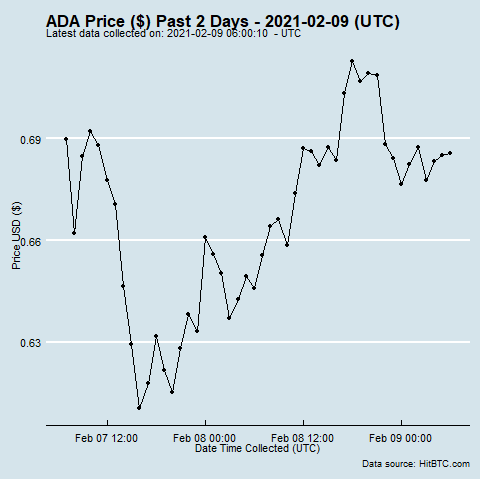 ADA Price ($) Past 2 Days - 2021-02-09 (UTC)
Latest data collected on: 2021-02-09 06:00:10 - UTC
0.69
0.66
0.63
Price USD ($)
Feb 07 12:00
Feb 08 00:00
Feb 08 12:00
Feb 09 00:00
Date Time Collected (UTC)
Data source: HitBTC.com